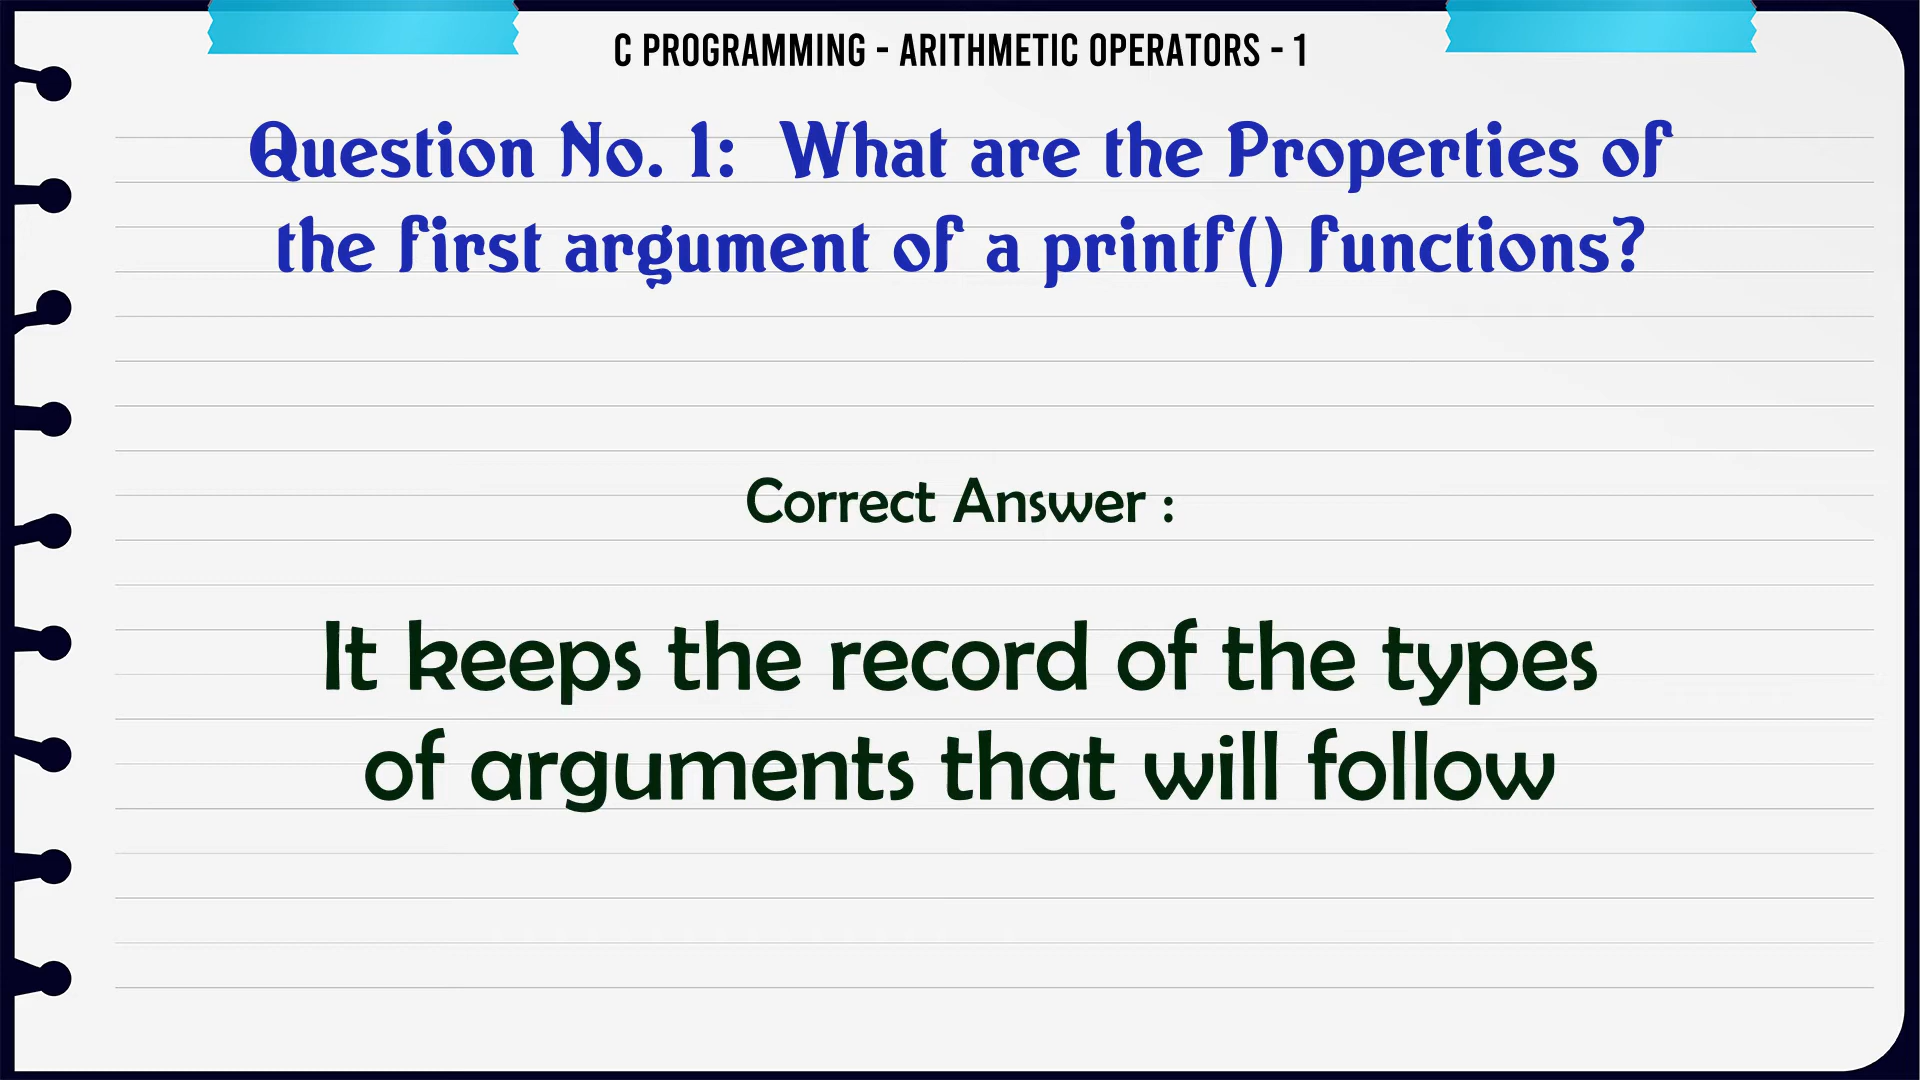 C PROGRAMMING - ARITHMETIC OPERATORS - 1
Question No. 1: What are the Properties of
the first argument of a printf() functions?
Correct Answer :
It keeps the record of the types
of arguments that will follow